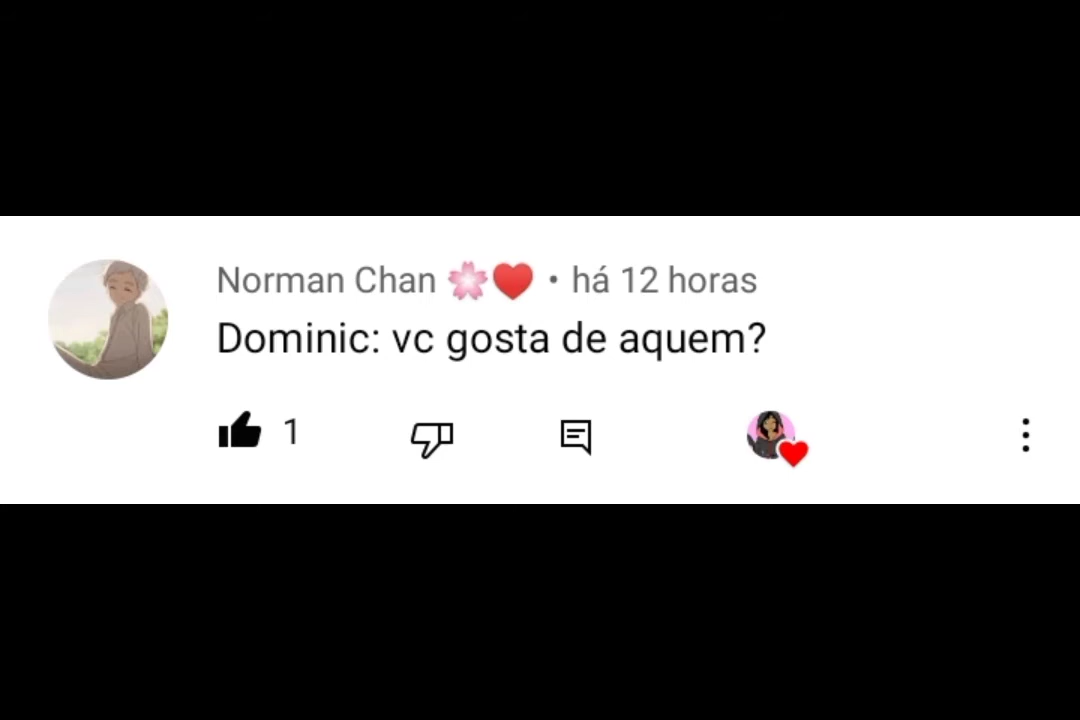 Norman Chan 🌸❤️ • há 12 horas
Dominic: vc gosta de aquem?
1